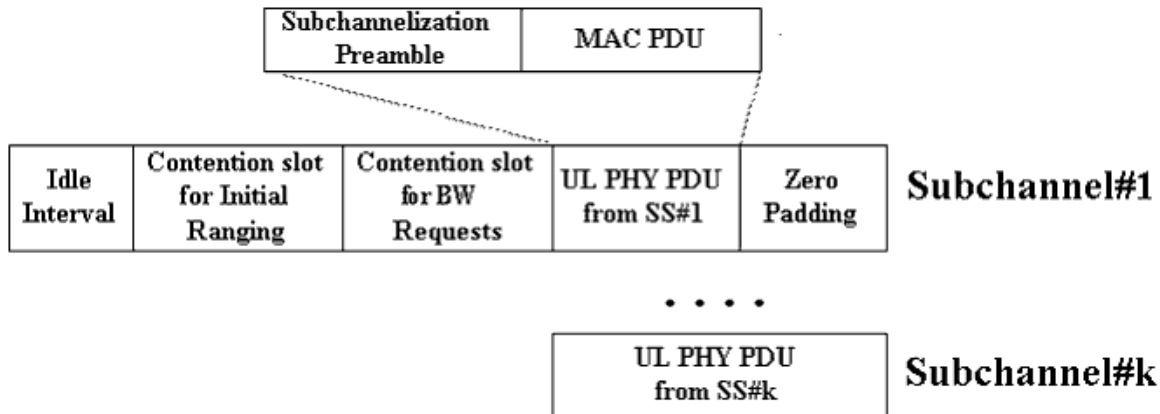 Subchannelization
Preamble
MAC PDU
Idle
Interval
Contention slot
for Initial
Ranging
Contention slot
for BW
Requests
UL PHY PDU
from SS#1
Zero
Padding
Subchannel#1
UL PHY PDU
from SS#k
Subchannel#k